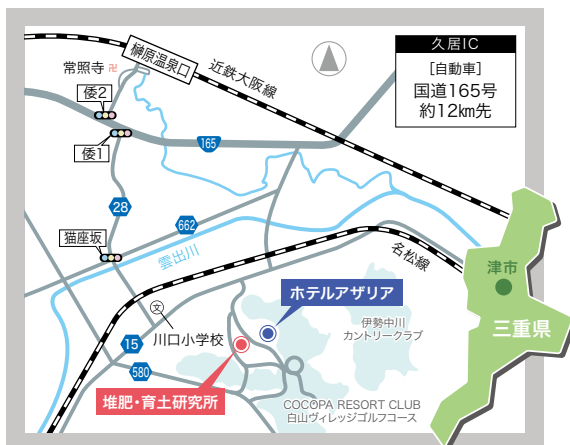 久居IC
[自動車]
国道165号
約12km先
榊原温泉口
近鉄大阪線
常照寺
卍
倭2
倭1
165
28
662
猫座坂
雲出川
名松線
津市
三重県
ホテルアザリア
伊勢中川
カントリークラブ
文
川口小学校
15
580
堆肥・育土研究所
COCOPA RESORT CLUB
白山ヴィレッジゴルフコース